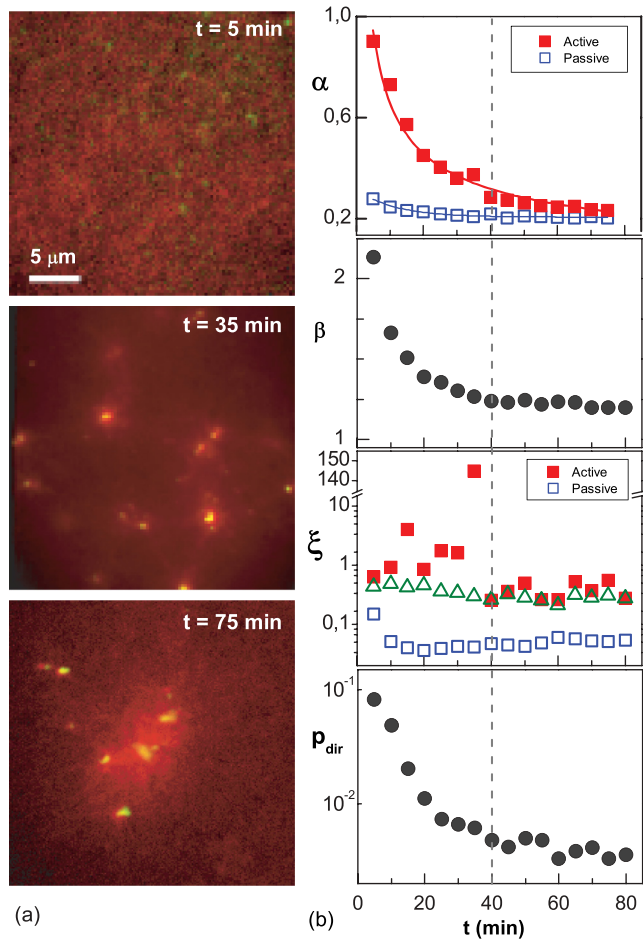 t = 5 min
5 μm
t = 35 min
t = 75 min
(a)
1,0
α
0,6
0,2
Active
Passive
2
β
1
150
140
10
ξ
1
0,1
Active
Passive
10⁻¹
p_dir
10⁻²
0 20 40 60 80
(b)
t (min)